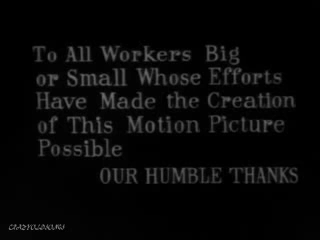 To All Workers Big
or Small Whose Efforts
Have Made the Creation
of This Motion Picture
Possible
OUR HUMBLE THANKS